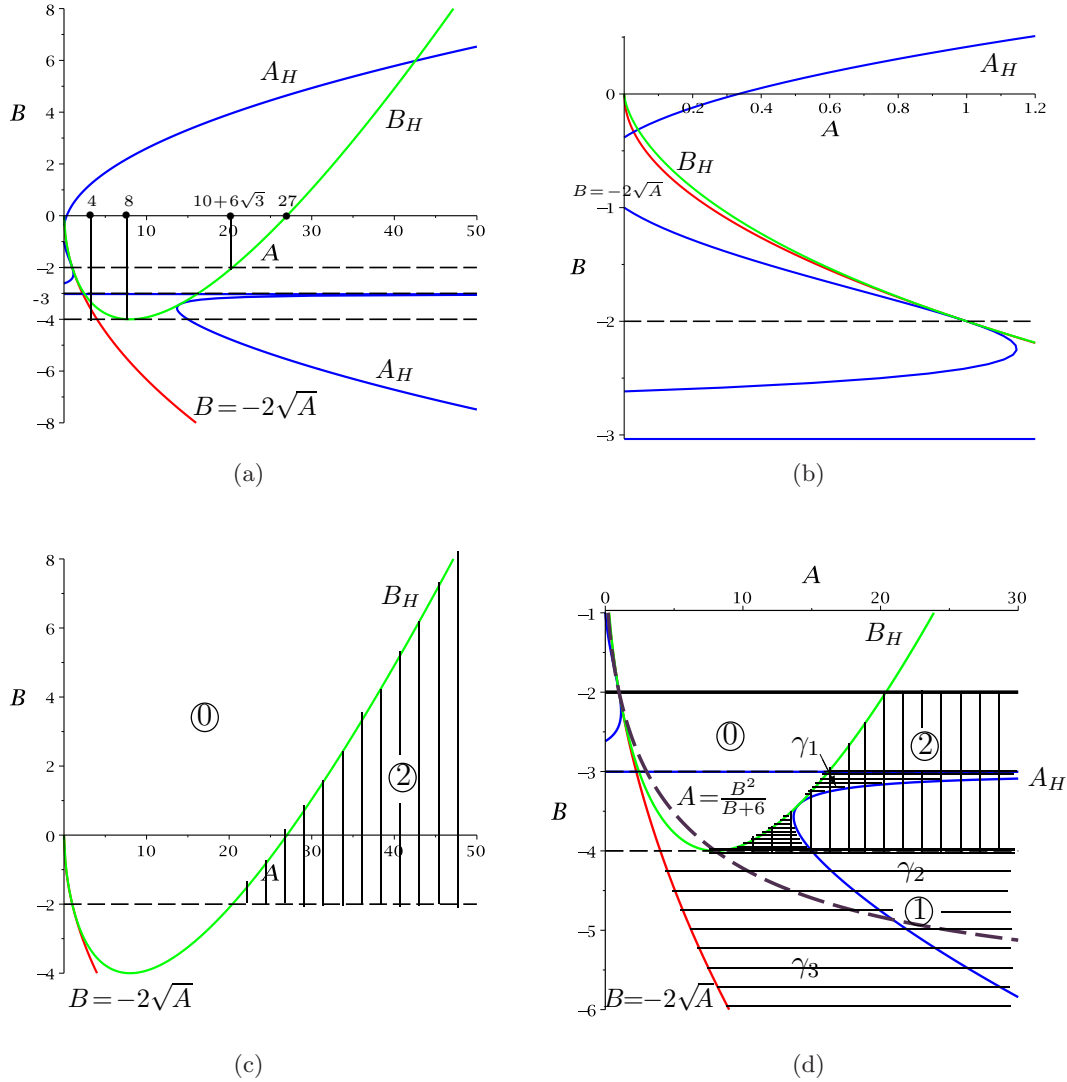 8
6
4
2
0
−2
-3
−4
−6
−8
B
A_H
B_H
4
8
10+6√3
27
10
20
30
40
50
A
A_H
B=−2√A
(a)
0
−1
−2
−3
B
0.2
0.4
0.6
0.8
1
1.2
A
A_H
B_H
B=−2√A
(b)
8
6
4
2
0
−2
−4
B
B_H
⓪
②
10
20
30
40
50
A
B=−2√A
(c)
A
0
10
20
30
−1
−2
−3
−4
−5
−6
B
B_H
⓪
γ₁
②
A_H
A=B²/B+6
γ₂
①
γ₃
B=−2√A
(d)